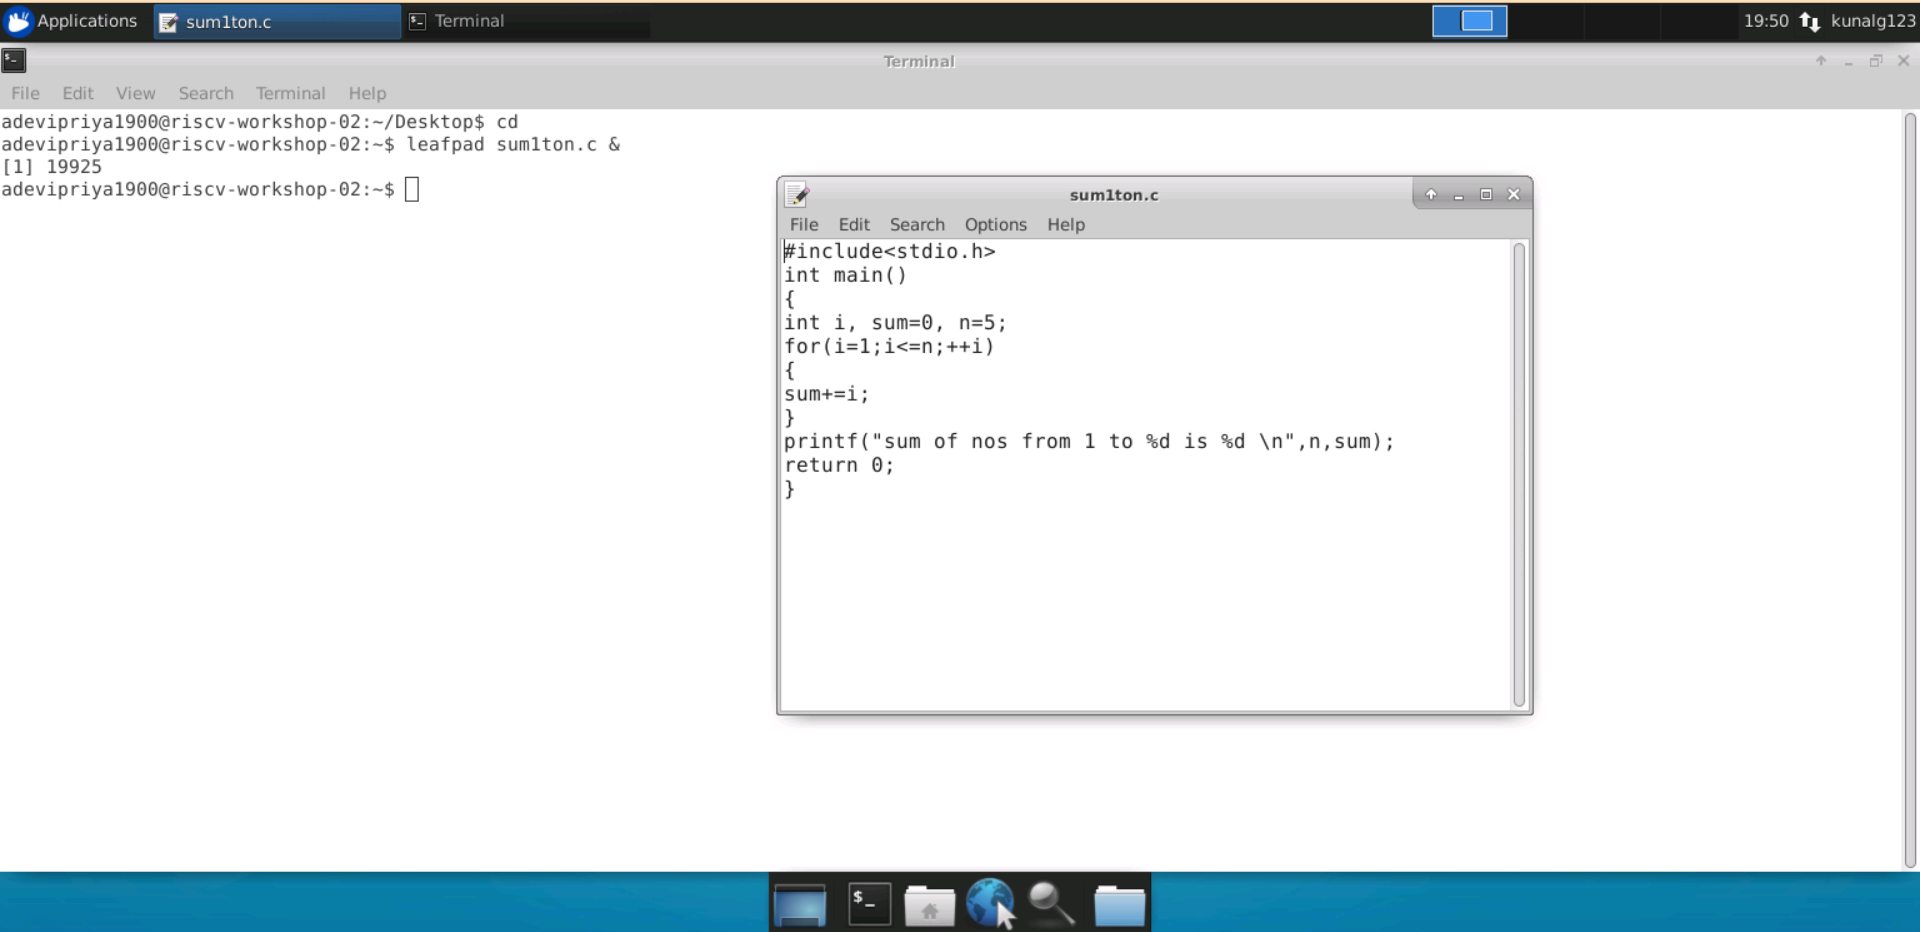 Applications sum1ton.c Terminal 19:50 kunalg123
Terminal
File Edit View Search Terminal Help
adevipriya1900@riscv-workshop-02:~/Desktop$ cd
adevipriya1900@riscv-workshop-02:~$ leafpad sum1ton.c &
[1] 19925
adevipriya1900@riscv-workshop-02:~$
sum1ton.c
File Edit Search Options Help
#include<stdio.h>
int main()
{
int i, sum=0, n=5;
for(i=1;i<=n;++i)
{
sum+=i;
}
printf("sum of nos from 1 to %d is %d \n",n,sum);
return 0;
}